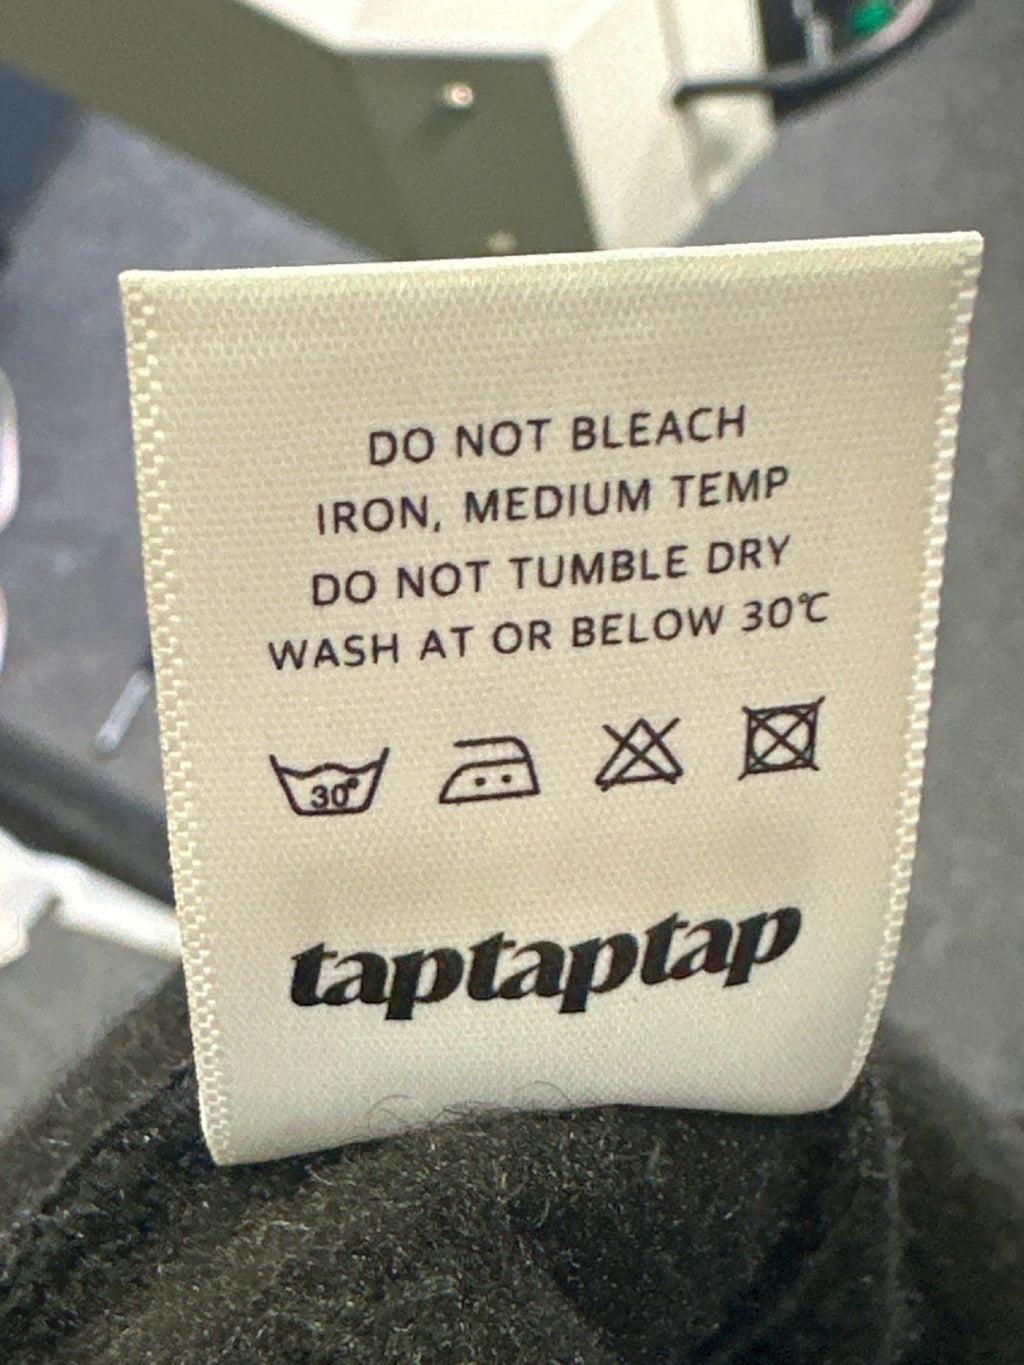 DO NOT BLEACH
IRON, MEDIUM TEMP
DO NOT TUMBLE DRY
WASH AT OR BELOW 30℃
30°
taptaptap